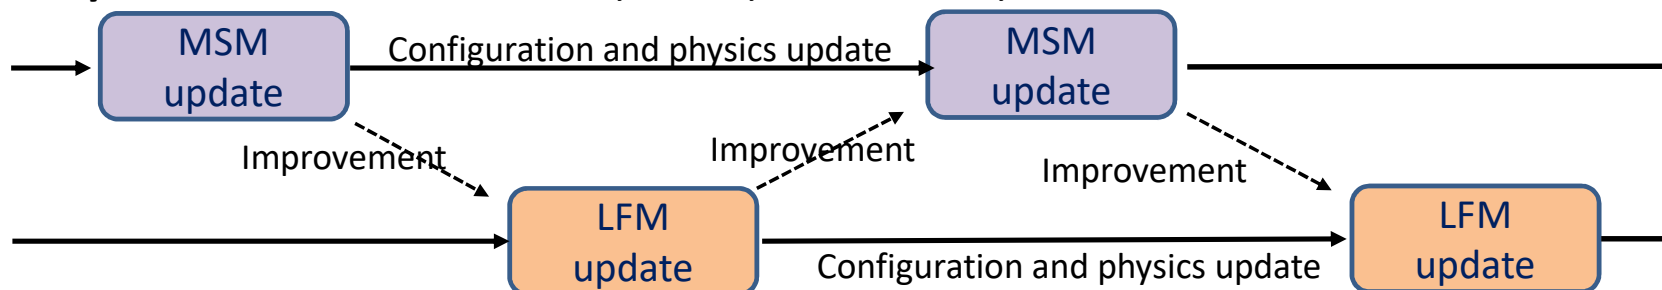 MSM
update
Configuration and physics update
MSM
update
Improvement
Improvement
Improvement
LFM
update
Configuration and physics update
LFM
update